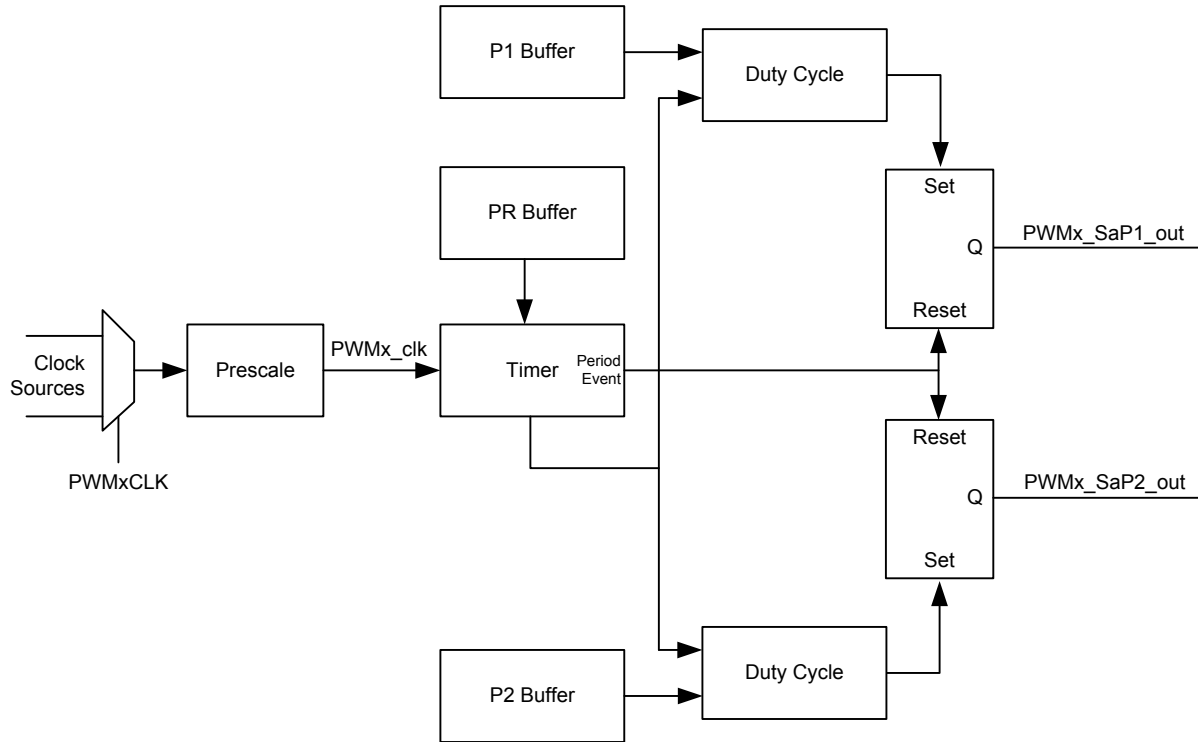 P1 Buffer
Duty Cycle
PR Buffer
Set
Q
Reset
PWMx_SaP1_out
Clock
Sources
PWMxCLK
Prescale
PWMx_clk
Timer
Period
Event
Reset
Q
Set
PWMx_SaP2_out
P2 Buffer
Duty Cycle